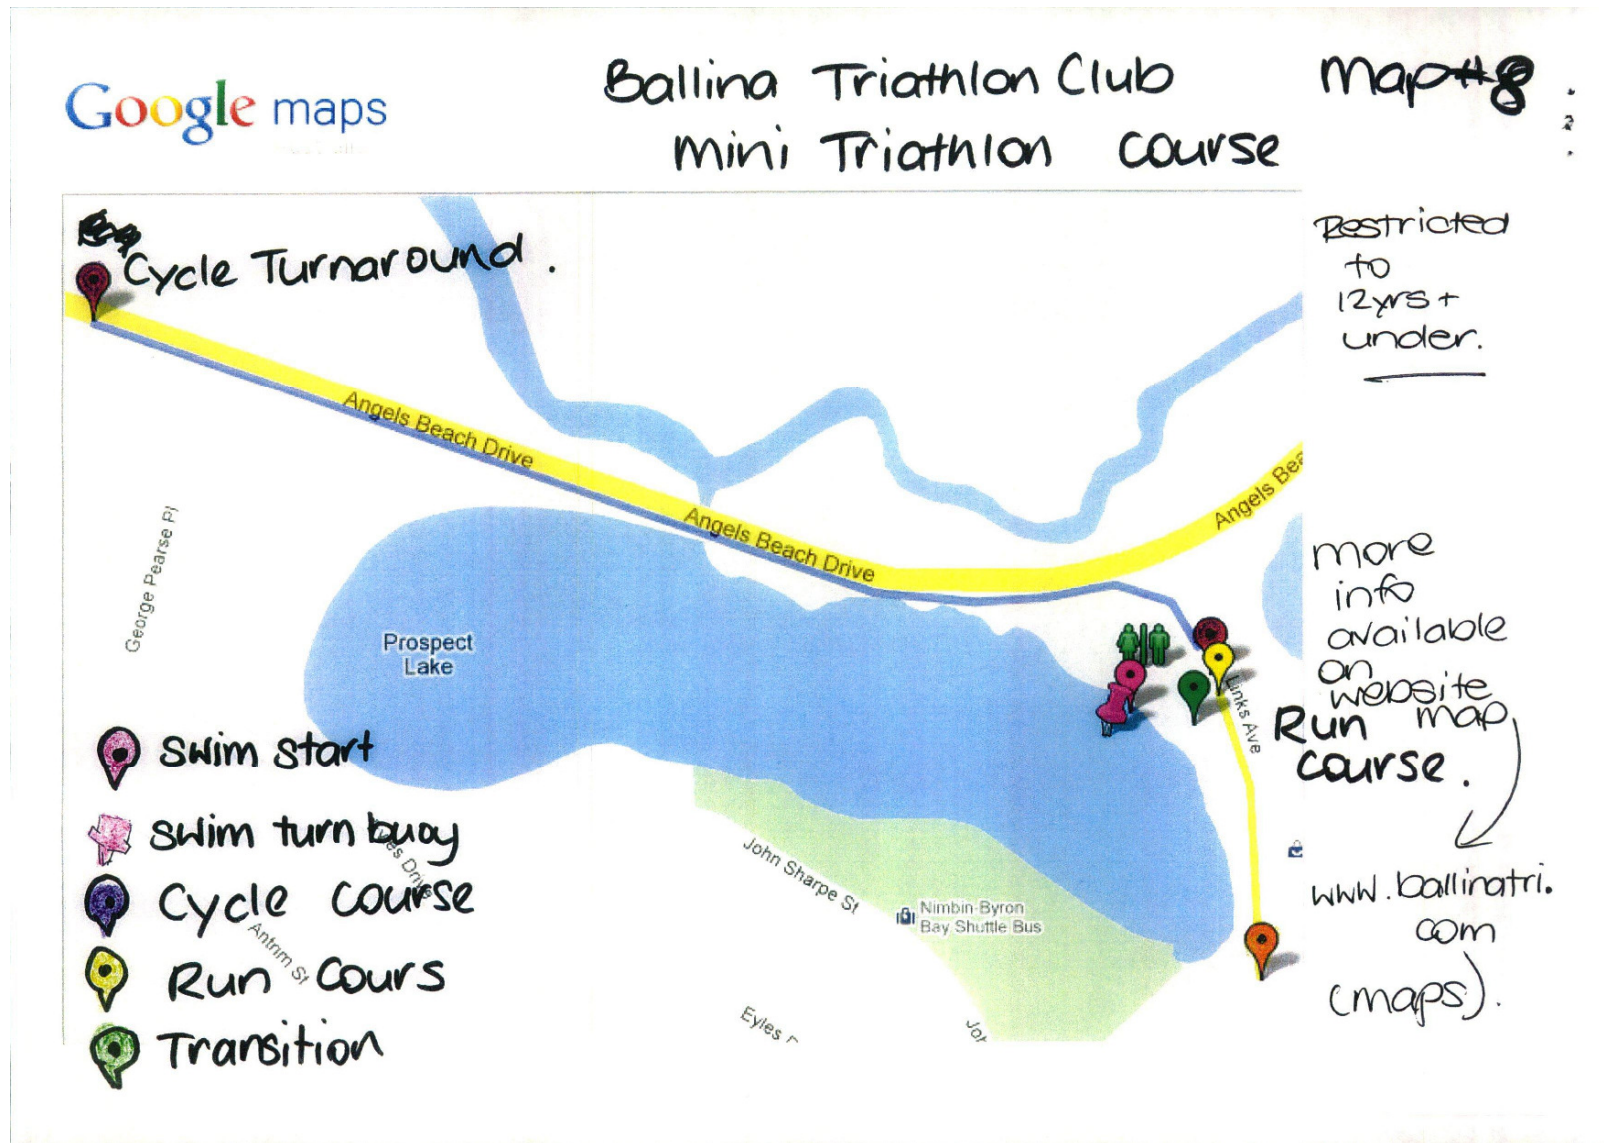 Google maps
Ballina Triathlon Club
Mini Triathlon Course
Map #8
Restricted
to
12yrs +
under.
Cycle Turnaround.
Angels Beach Drive
Angels Beach Drive
Angels Bea
George Pearse Pl
Prospect
Lake
more
info
available
on
website
map
Links Ave
Run
course.
www.ballinatri.
com
(maps).
Swim start
Swim turn buoy
Cycle course
Run Cours
Transition
Antrim St
John Sharpe St
Nimbin-Byron
Bay Shuttle Bus
Eyles